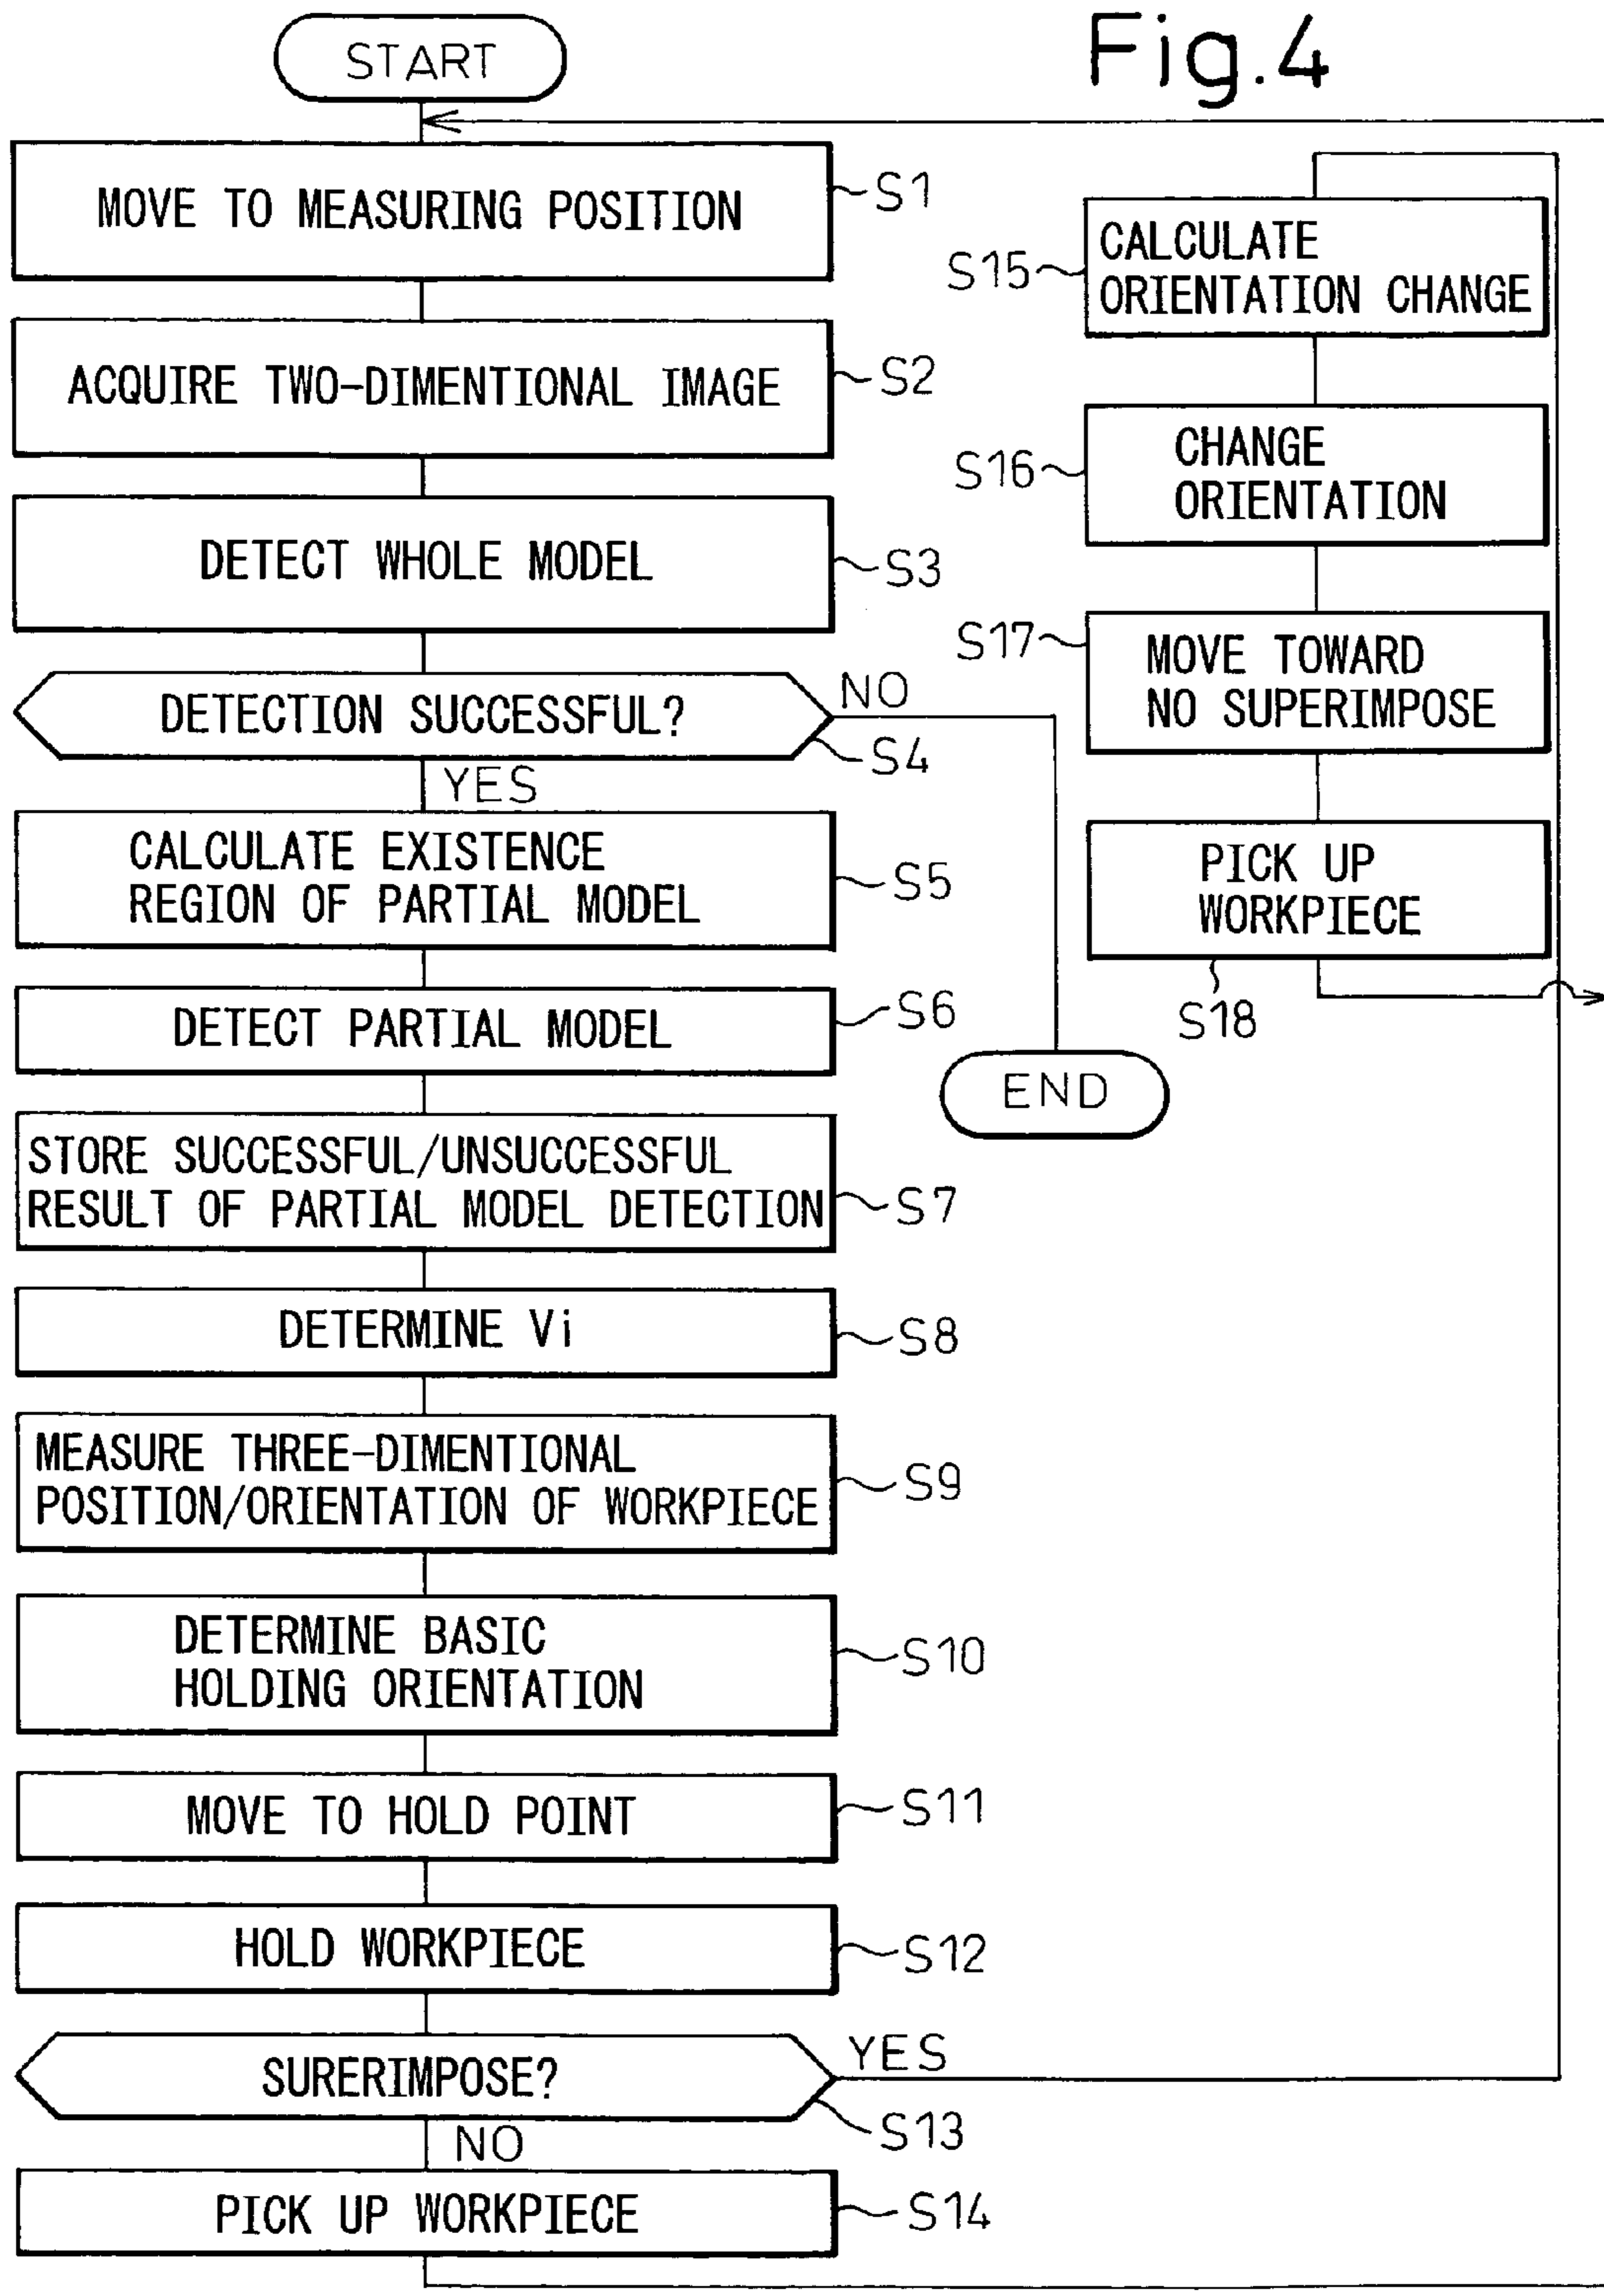 Fig.4
START
MOVE TO MEASURING POSITION
S1
ACQUIRE TWO-DIMENTIONAL IMAGE
S2
DETECT WHOLE MODEL
S3
DETECTION SUCCESSFUL?
NO
S4
YES
CALCULATE EXISTENCE
REGION OF PARTIAL MODEL
S5
DETECT PARTIAL MODEL
S6
END
STORE SUCCESSFUL/UNSUCCESSFUL
RESULT OF PARTIAL MODEL DETECTION
S7
DETERMINE Vi
S8
MEASURE THREE-DIMENTIONAL
POSITION/ORIENTATION OF WORKPIECE
S9
DETERMINE BASIC
HOLDING ORIENTATION
S10
MOVE TO HOLD POINT
S11
HOLD WORKPIECE
S12
SURERIMPOSE?
YES
S13
NO
PICK UP WORKPIECE
S14
S15
CALCULATE
ORIENTATION CHANGE
S16
CHANGE
ORIENTATION
S17
MOVE TOWARD
NO SUPERIMPOSE
PICK UP
WORKPIECE
S18